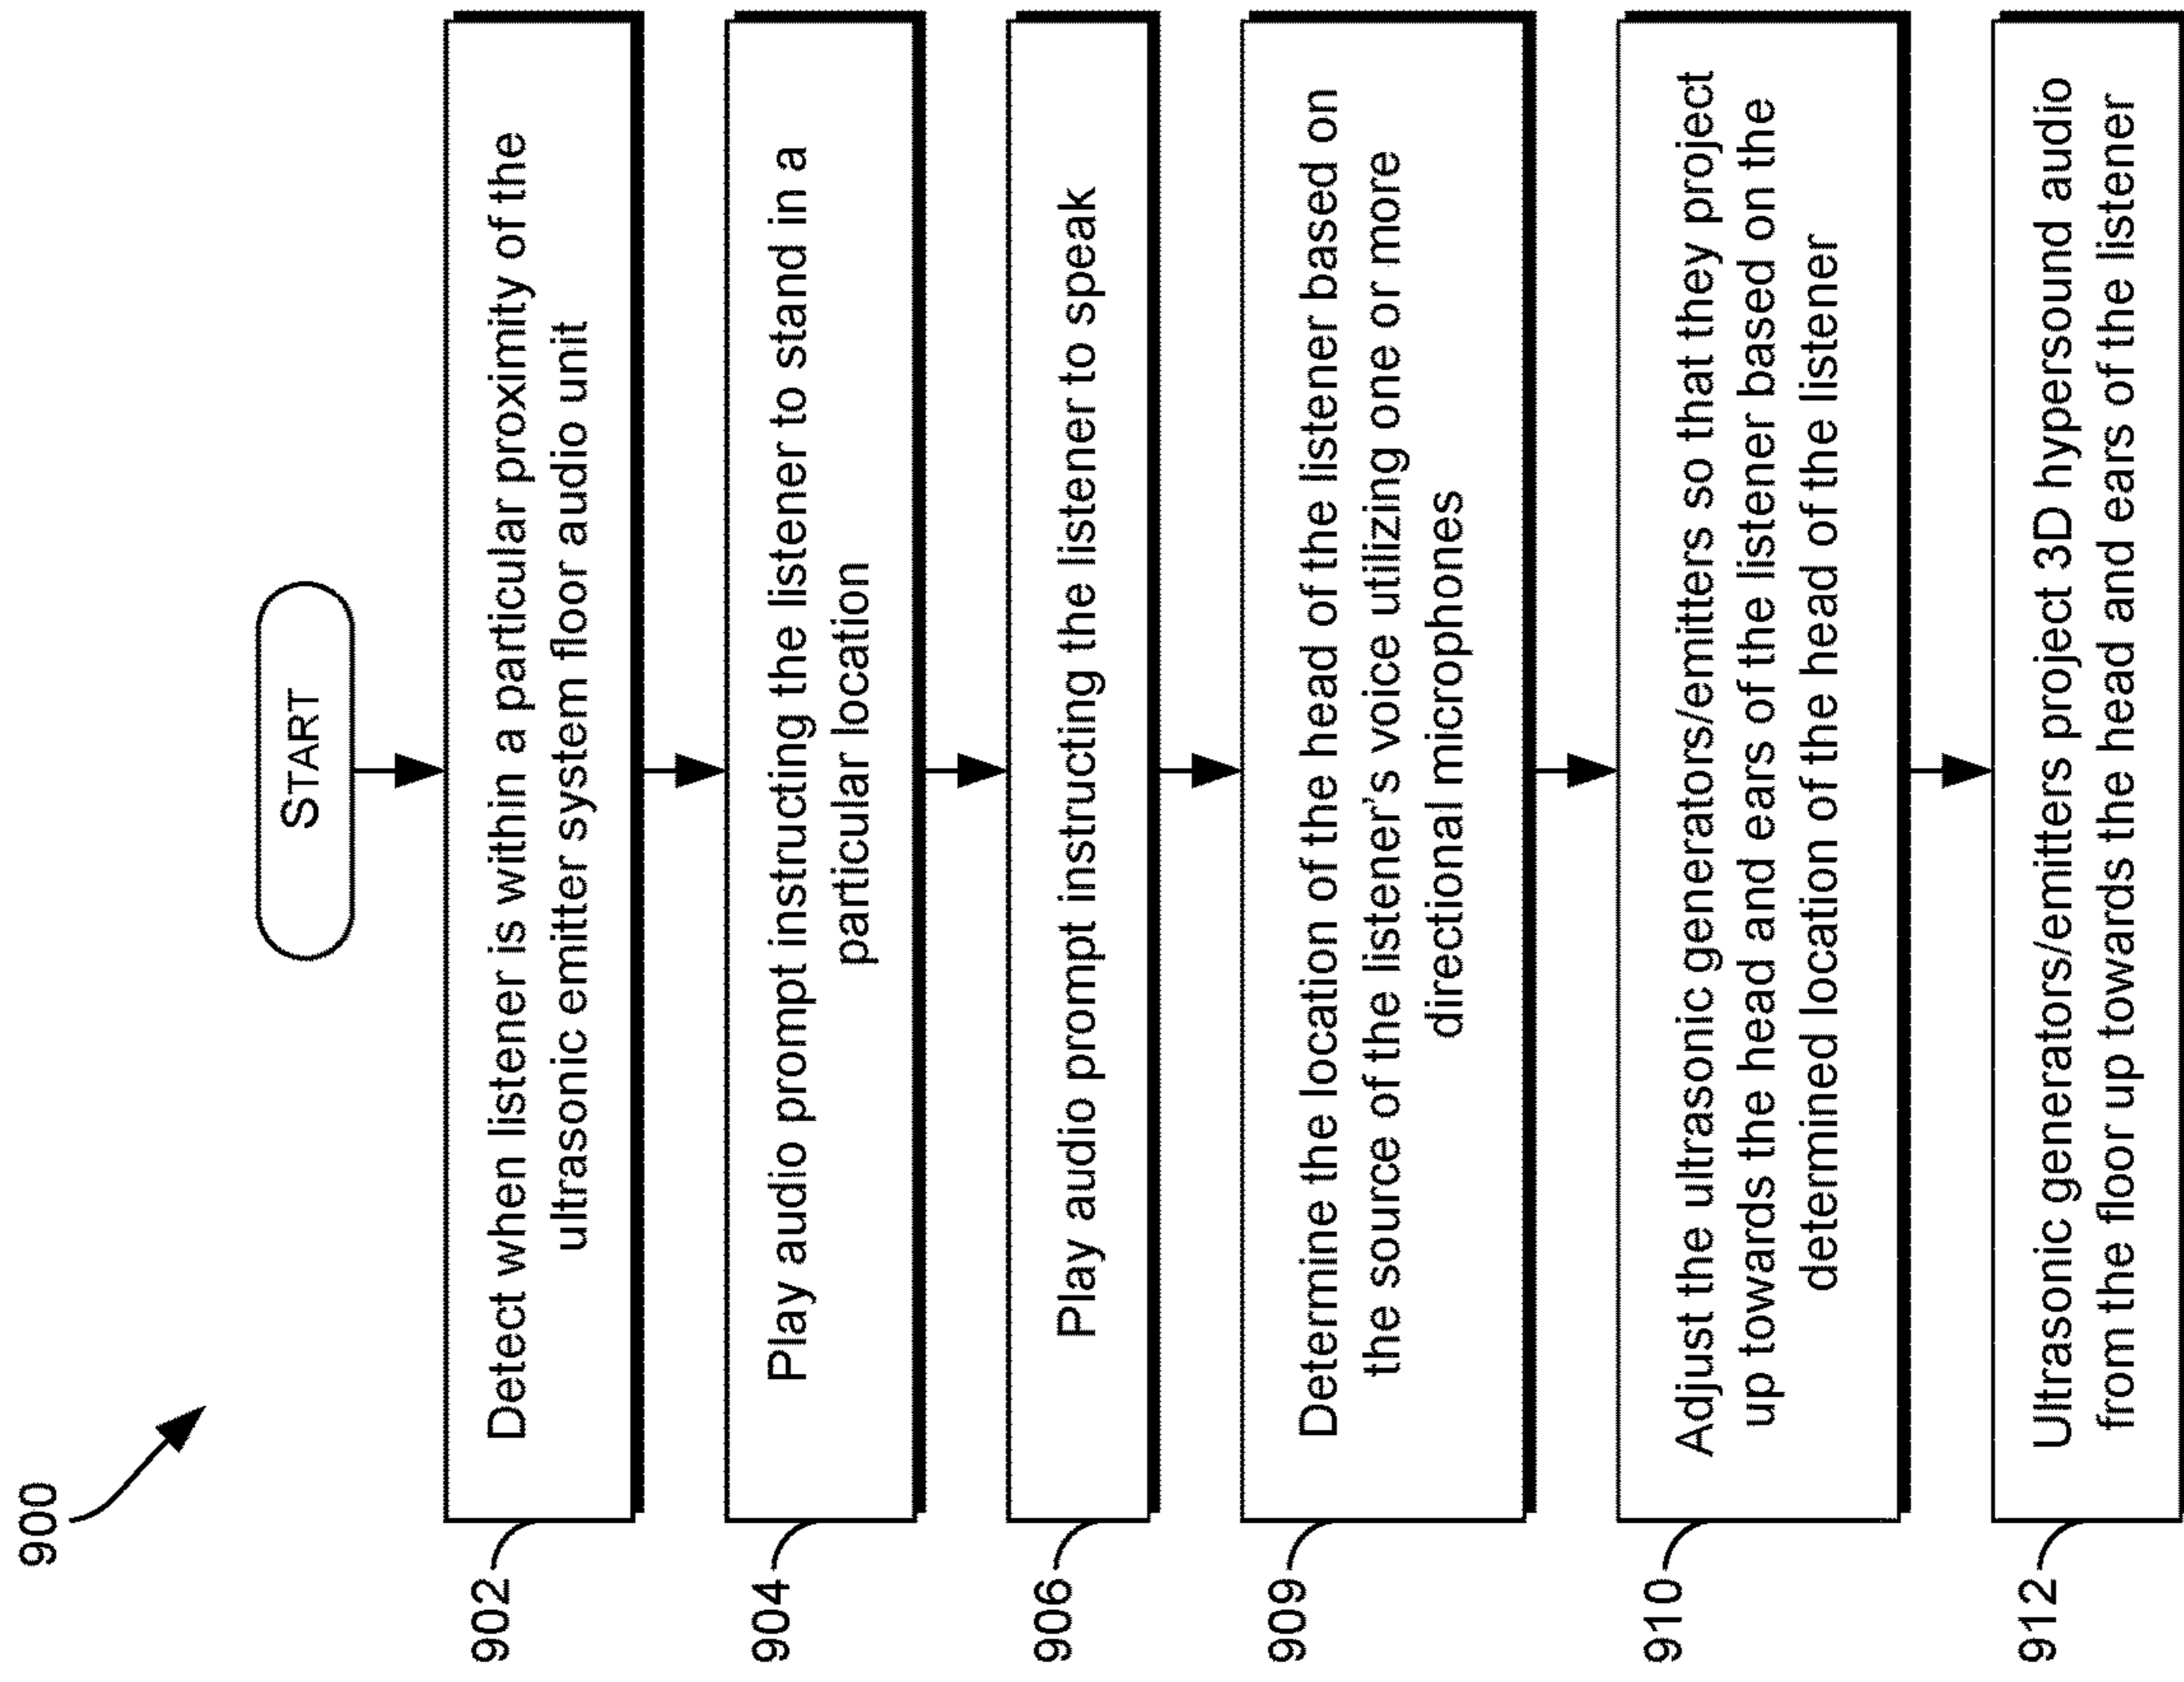 900
START
902
Detect when listener is within a particular proximity of the
ultrasonic emitter system floor audio unit
904
Play audio prompt instructing the listener to stand in a
particular location
906
Play audio prompt instructing the listener to speak
909
Determine the location of the head of the listener based on
the source of the listener's voice utilizing one or more
directional microphones
910
Adjust the ultrasonic generators/emitters so that they project
up towards the head and ears of the listener based on the
determined location of the head of the listener
912
Ultrasonic generators/emitters project 3D hypersound audio
from the floor up towards the head and ears of the listener